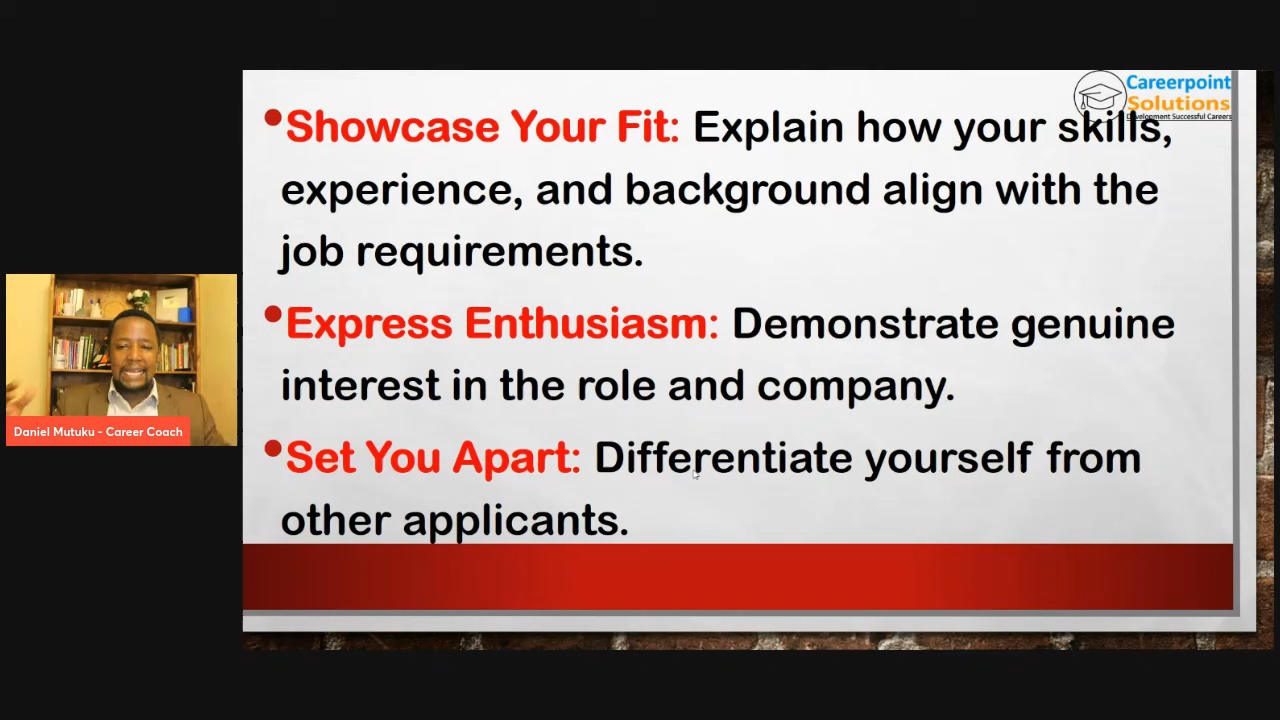 Careerpoint
Solutions
Development Successful Careers
•Showcase Your Fit: Explain how your skills,
experience, and background align with the
job requirements.
•Express Enthusiasm: Demonstrate genuine
interest in the role and company.
•Set You Apart: Differentiate yourself from
other applicants.
Daniel Mutuku - Career Coach